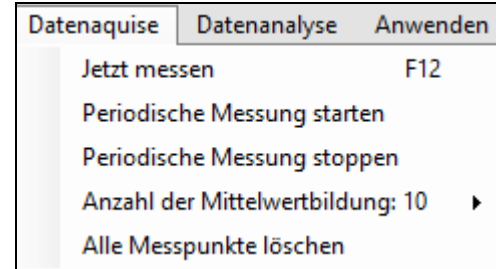 Datenaquise Datenanalyse Anwenden
Jetzt messen F12
Periodische Messung starten
Periodische Messung stoppen
Anzahl der Mittelwertbildung: 10
Alle Messpunkte löschen